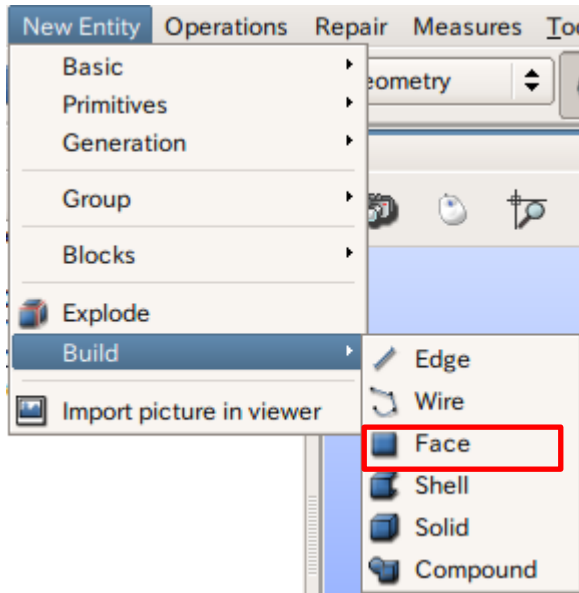 New Entity Operations Repair Measures
Basic
eometry
Primitives
Generation
Group
Blocks
Explode
Build
Edge
Import picture in viewer
Wire
Face
Shell
Solid
Compound